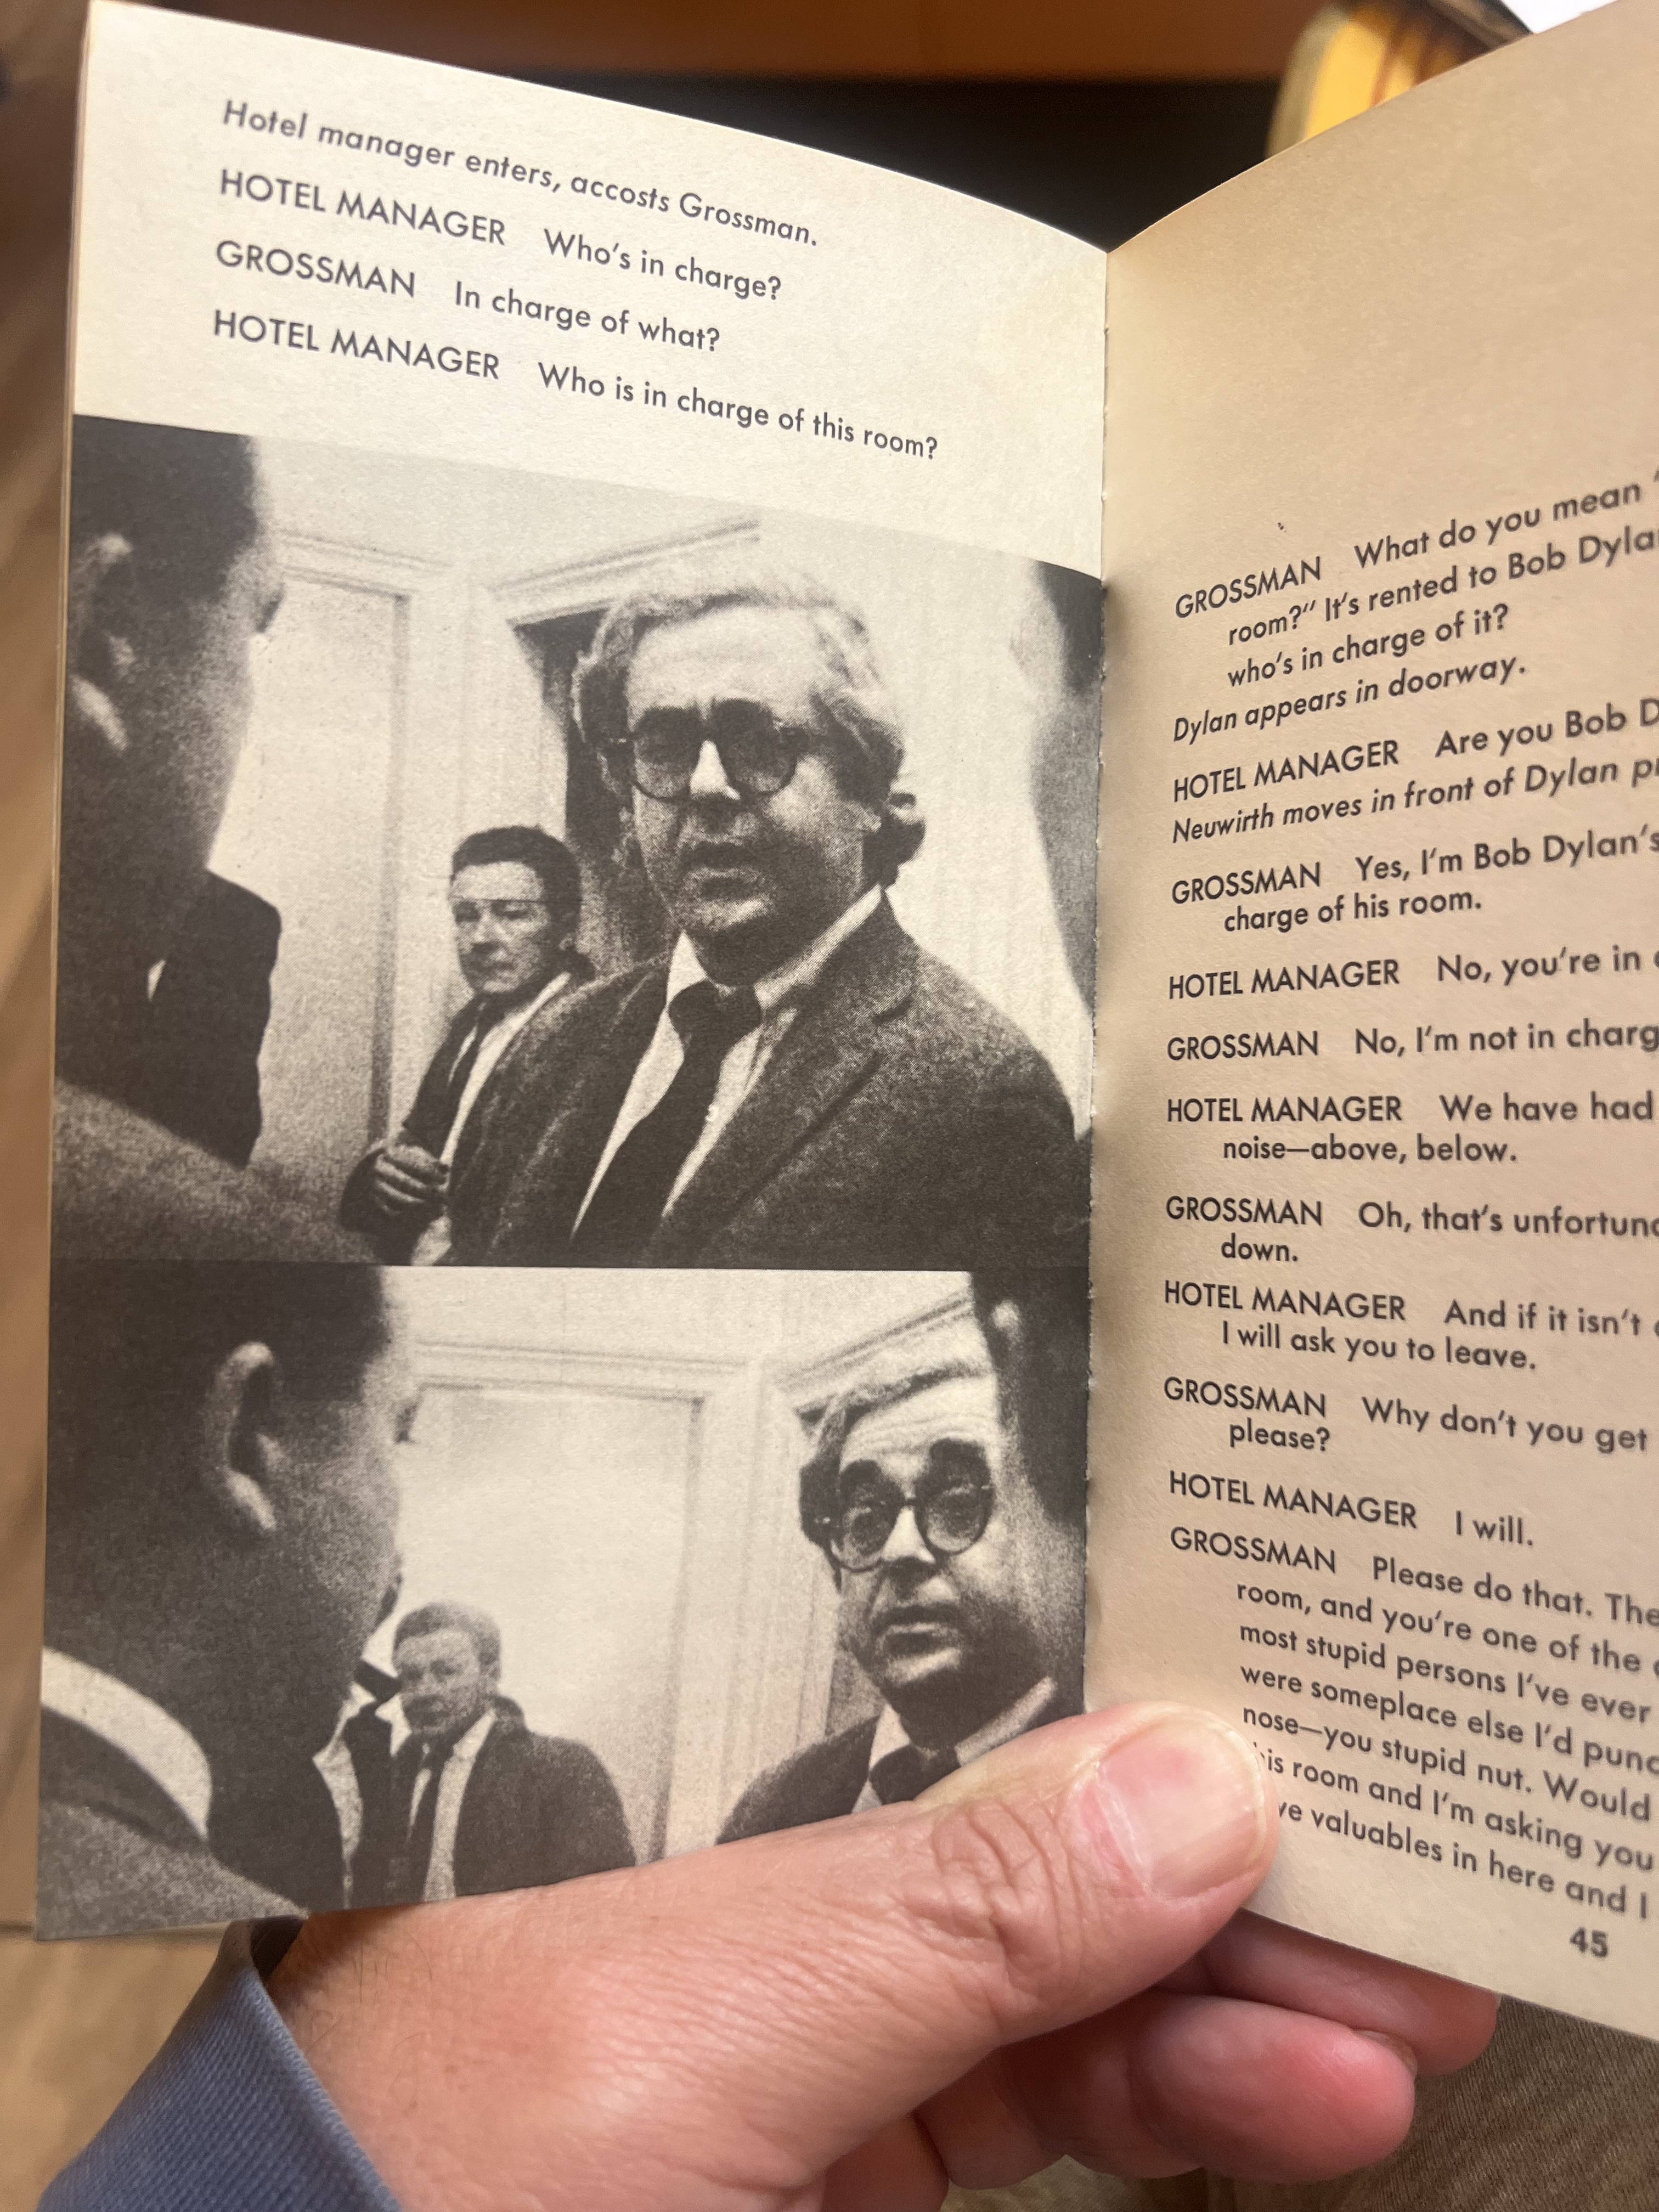 Hotel manager enters, accosts Grossman.
HOTEL MANAGER Who's in charge?
GROSSMAN In charge of what?
HOTEL MANAGER Who is in charge of this room?
GROSSMAN What do you mean "
room?" It's rented to Bob
who's in charge of it?
Dylan appears in doorway.
HOTEL MANAGER Are you Bob
Neuwirth moves in front of Dylan
GROSSMAN Yes, I'm Bob Dylan's
charge of his room.
HOTEL MANAGER No, you're in
GROSSMAN No, I'm not in
HOTEL MANAGER We have had
noise—above, below.
GROSSMAN Oh, that's
down.
HOTEL MANAGER And if it isn't
I will ask you to leave.
GROSSMAN Why don't you get
please?
HOTEL MANAGER I will.
GROSSMAN Please do that.
room, and you're one of the
most stupid persons I've ever
were someplace else I'd
nose—you stupid nut. Would
room and I'm asking you
valuables in here and I
45